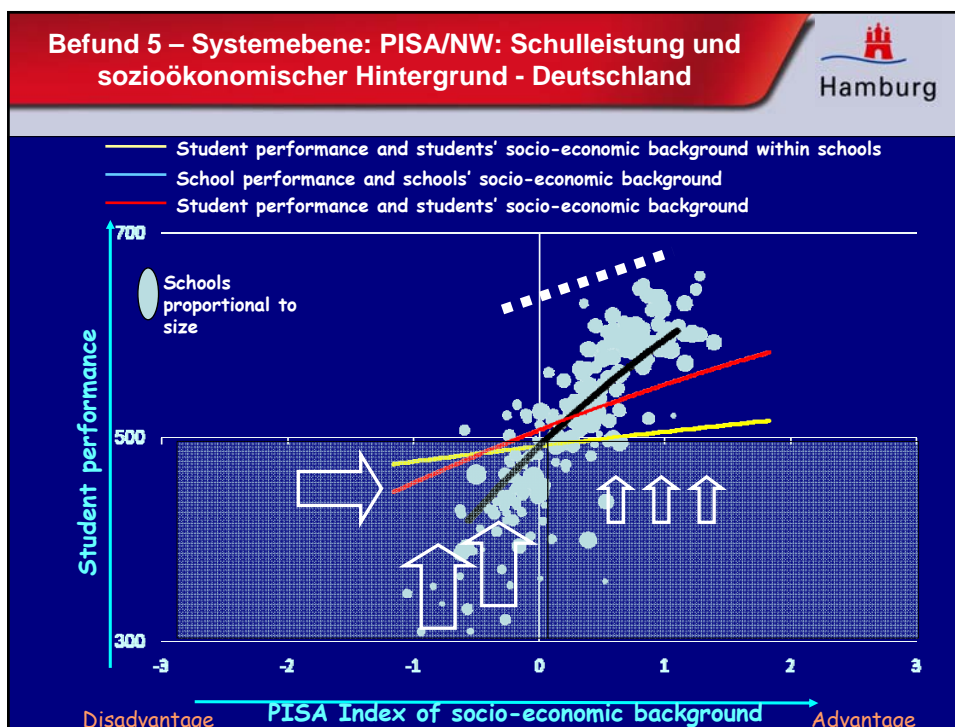 Befund 5 – Systemebene: PISA/NW: Schulleistung und
sozioökonomischer Hintergrund - Deutschland
Hamburg
Student performance and students’ socio-economic background within schools
School performance and schools’ socio-economic background
Student performance and students’ socio-economic background
700
Schools
proportional to
size
Student performance
500
300
-3
-2
-1
0
1
2
3
Disadvantage
PISA Index of socio-economic background
Advantage